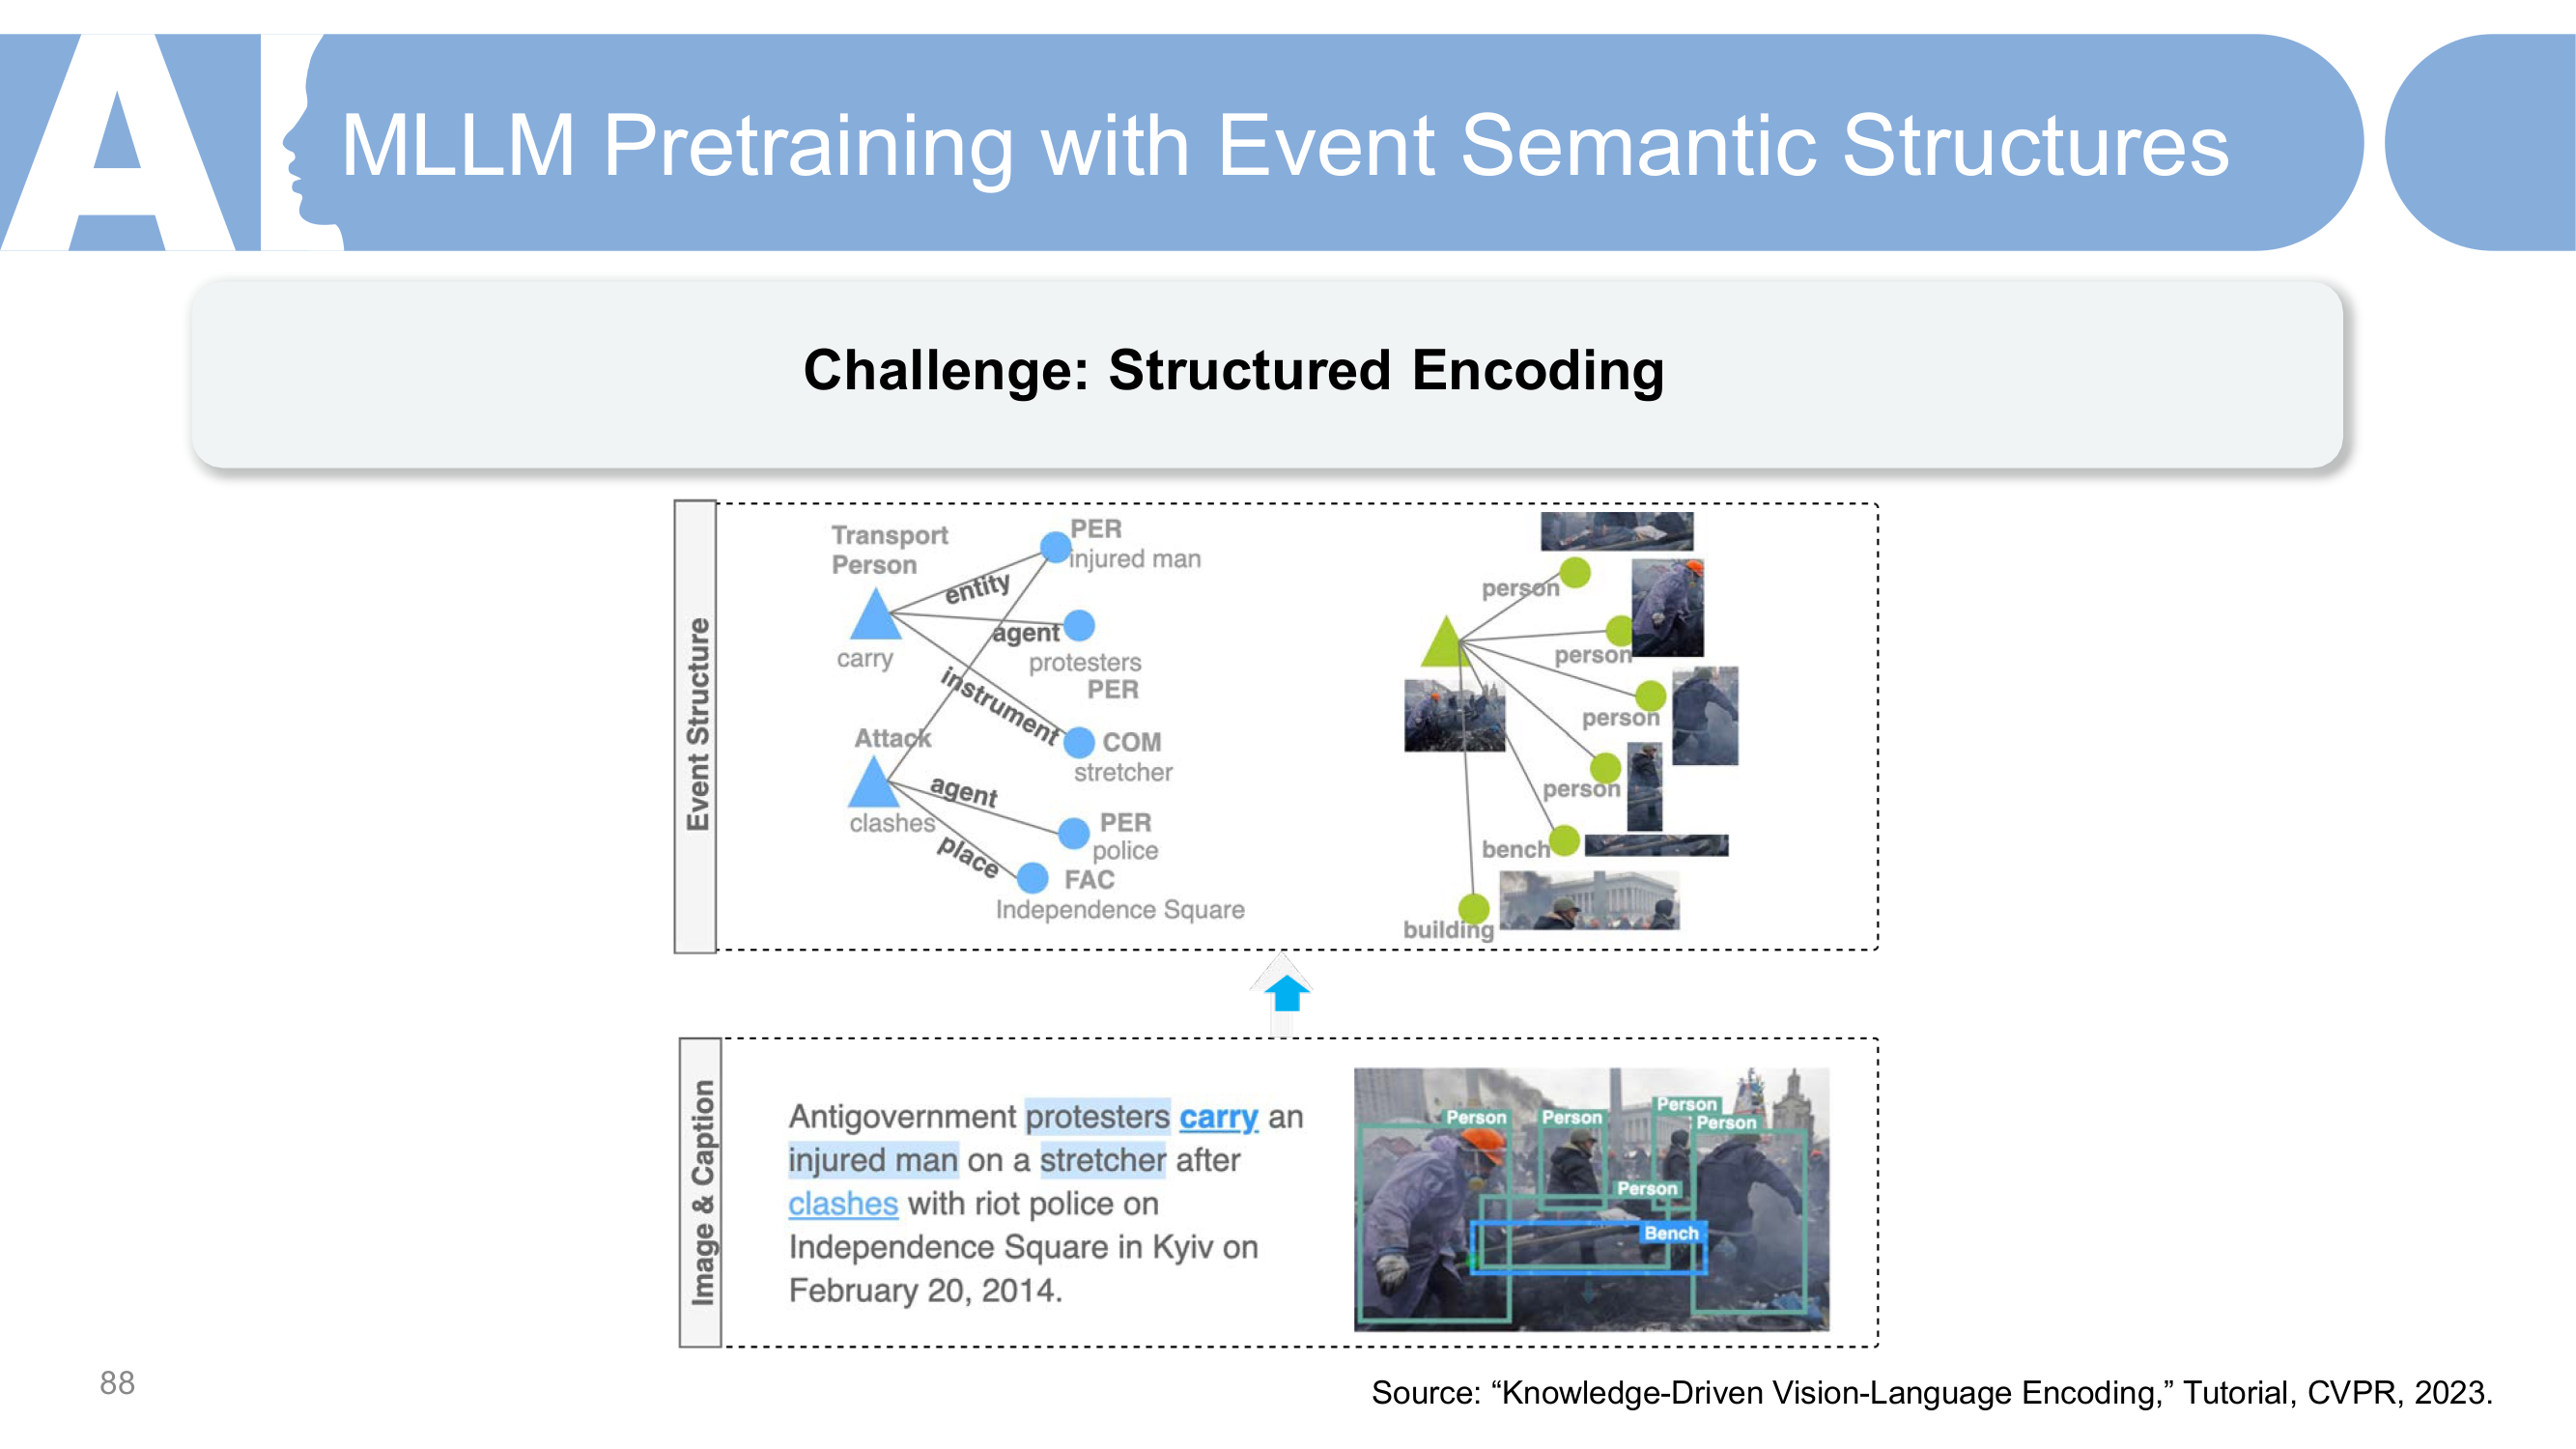 AI
MLLM Pretraining with Event Semantic Structures
Challenge: Structured Encoding
Event Structure
Transport
Person
carry
entity
agent
instrument
PER
injured man
protesters
PER
COM
stretcher
Attack
clashes
agent
place
PER
police
FAC
Independence Square
person
person
person
person
bench
building
Image & Caption
Antigovernment protesters carry an
injured man on a stretcher after
clashes with riot police on
Independence Square in Kyiv on
February 20, 2014.
Person
Person
Person
Person
Person
Bench
88
Source: “Knowledge-Driven Vision-Language Encoding,” Tutorial, CVPR, 2023.